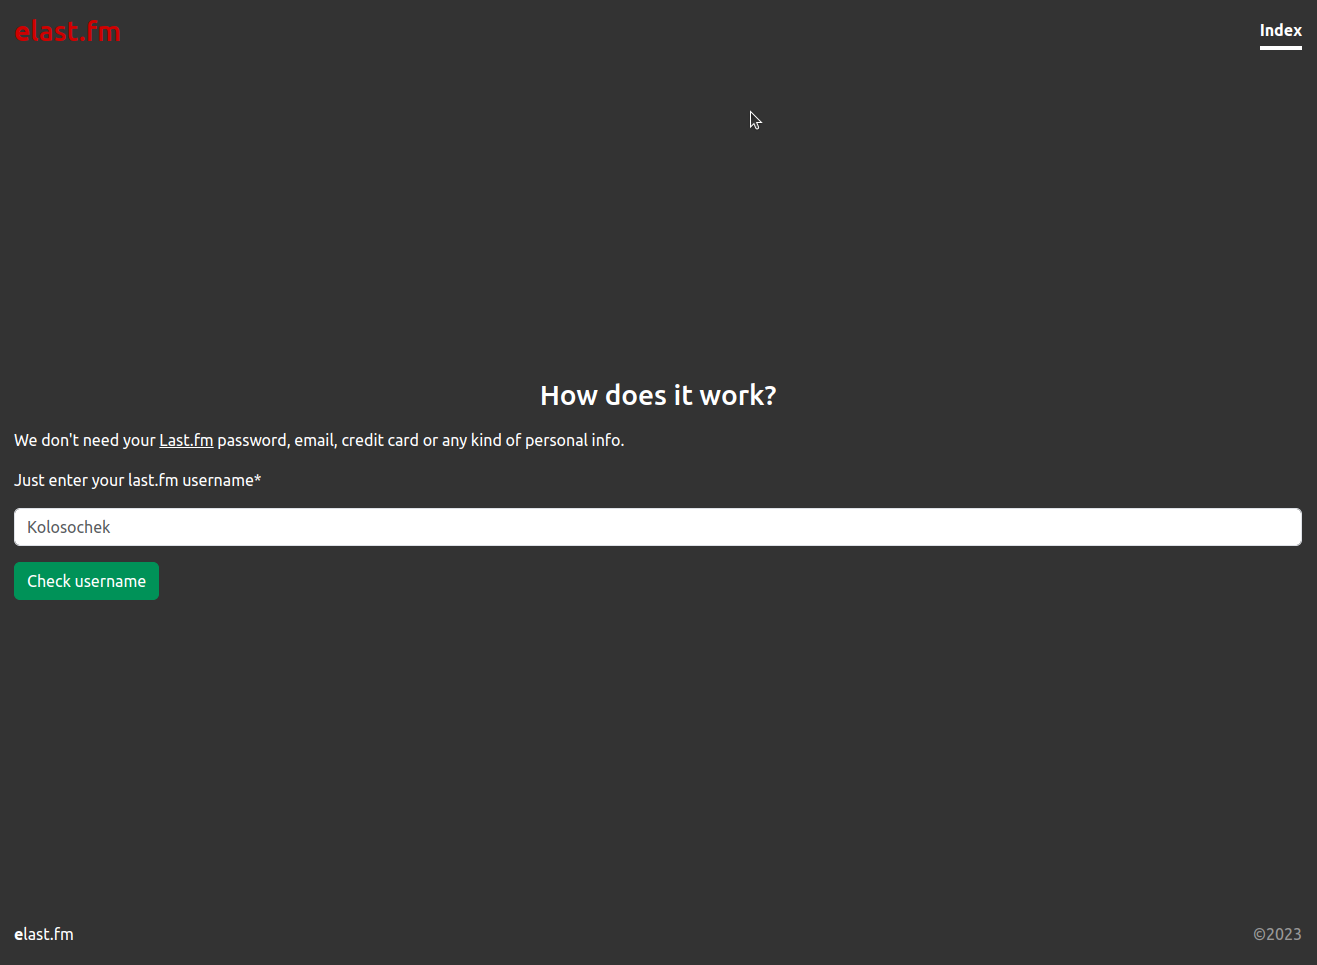 elast.fm
Index
How does it work?
We don't need your Last.fm password, email, credit card or any kind of personal info.
Just enter your last.fm username*
Kolosochek
Check username
elast.fm
©2023